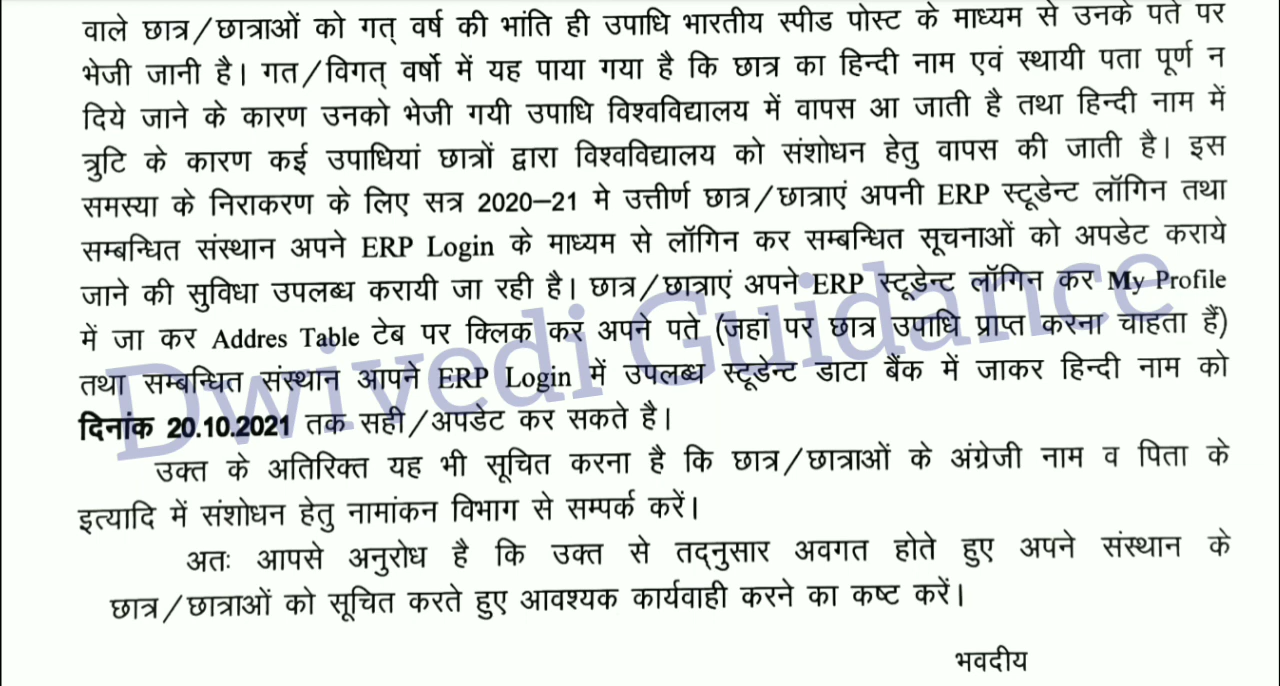 वाले छात्र/छात्राओं को गत् वर्ष की भांति ही उपाधि भारतीय स्पीड पोस्ट के माध्यम से उनके पते पर
भेजी जानी है। गत/विगत् वर्षो में यह पाया गया है कि छात्र का हिन्दी नाम एवं स्थायी पता पूर्ण न
दिये जाने के कारण उनको भेजी गयी उपाधि विश्वविद्यालय में वापस आ जाती है तथा हिन्दी नाम में
त्रुटि के कारण कई उपाधियां छात्रों द्वारा विश्वविद्यालय को संशोधन हेतु वापस की जाती है। इस
समस्या के निराकरण के लिए सत्र 2020–21 मे उत्तीर्ण छात्र/छात्राएं अपनी ERP स्टूडेन्ट लॉगिन तथा
सम्बन्धित संस्थान अपने ERP Login के माध्यम से लॉगिन कर सम्बन्धित सूचनाओं को अपडेट कराये
जाने की सुविधा उपलब्ध करायी जा रही है। छात्र/छात्राएं अपने ERP स्टूडेन्ट लॉगिन कर My Profile
में जा कर Addres Table टेब पर क्लिक कर अपने पते (जहां पर छात्र उपाधि प्राप्त करना चाहता हैं)
तथा सम्बन्धित संस्थान आपने ERP Login में उपलब्ध स्टूडेन्ट डाटा बैंक में जाकर हिन्दी नाम को
दिनांक 20.10.2021 तक सही/अपडेट कर सकते है।
उक्त के अतिरिक्त यह भी सूचित करना है कि छात्र/छात्राओं के अंग्रेजी नाम व पिता के
इत्यादि में संशोधन हेतु नामांकन विभाग से सम्पर्क करें।
अतः आपसे अनुरोध है कि उक्त से तद्नुसार अवगत होते हुए अपने संस्थान के
छात्र/छात्राओं को सूचित करते हुए आवश्यक कार्यवाही करने का कष्ट करें।
भवदीय
Dwivedi Guidance